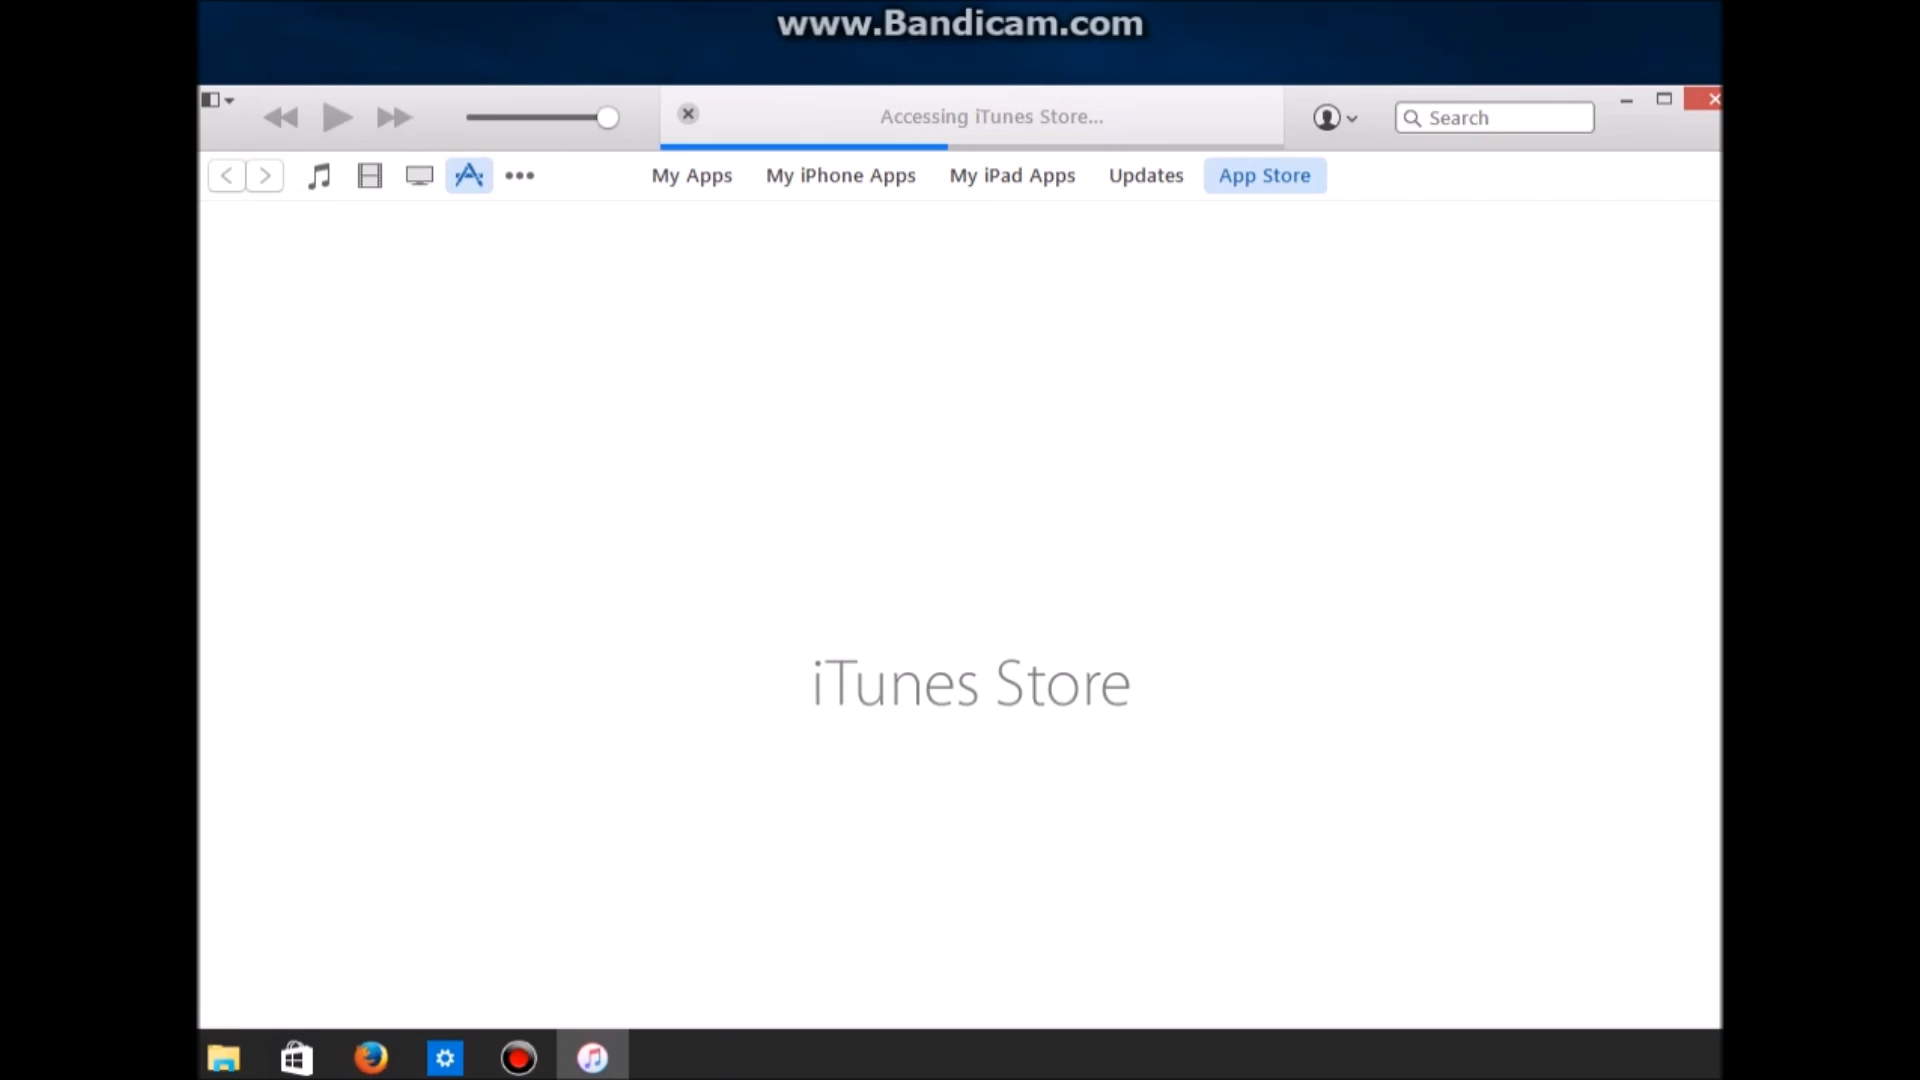 www.Bandicam.com
Accessing iTunes Store...
Search
My Apps
My iPhone Apps
My iPad Apps
Updates
App Store
iTunes Store